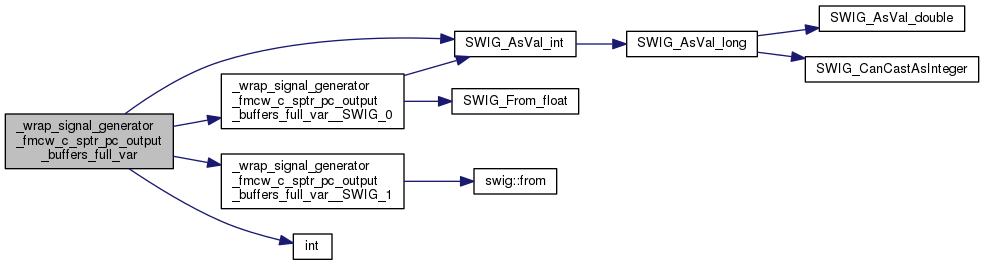 _wrap_signal_generator
_fmcw_c_sptr_pc_output
_buffers_full_var
SWIG_AsVal_int
_wrap_signal_generator
_fmcw_c_sptr_pc_output
_buffers_full_var__SWIG_0
_wrap_signal_generator
_fmcw_c_sptr_pc_output
_buffers_full_var__SWIG_1
int
SWIG_AsVal_long
SWIG_From_float
swig::from
SWIG_AsVal_double
SWIG_CanCastAsInteger